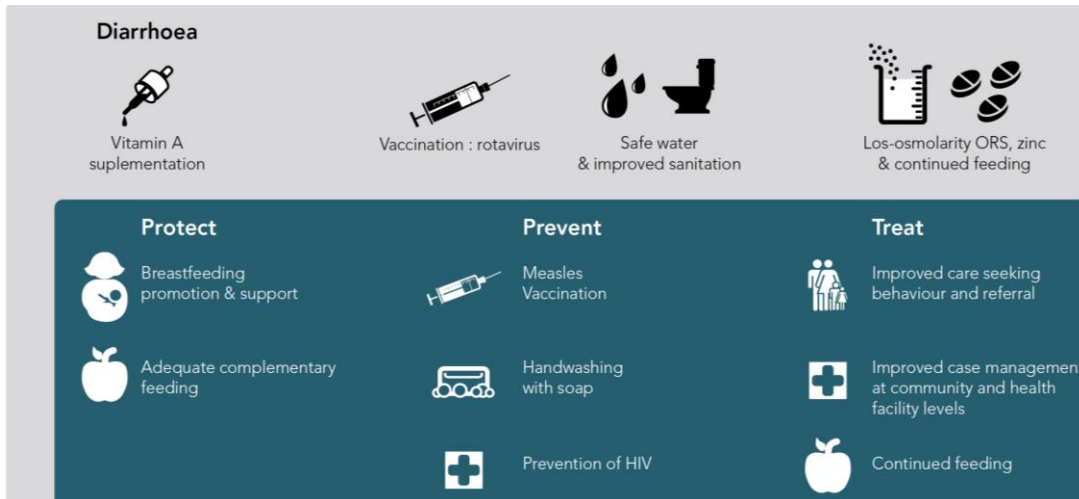 Diarrhoea
Vitamin A
suplementation
Vaccination : rotavirus
Safe water
& improved sanitation
Los-osmolarity ORS, zinc
& continued feeding
Protect
Breastfeeding
promotion & support
Adequate complementary
feeding
Prevent
Measles
Vaccination
Handwashing
with soap
Prevention of HIV
Treat
Improved care seeking
behaviour and referral
Improved case management
at community and health
facility levels
Continued feeding